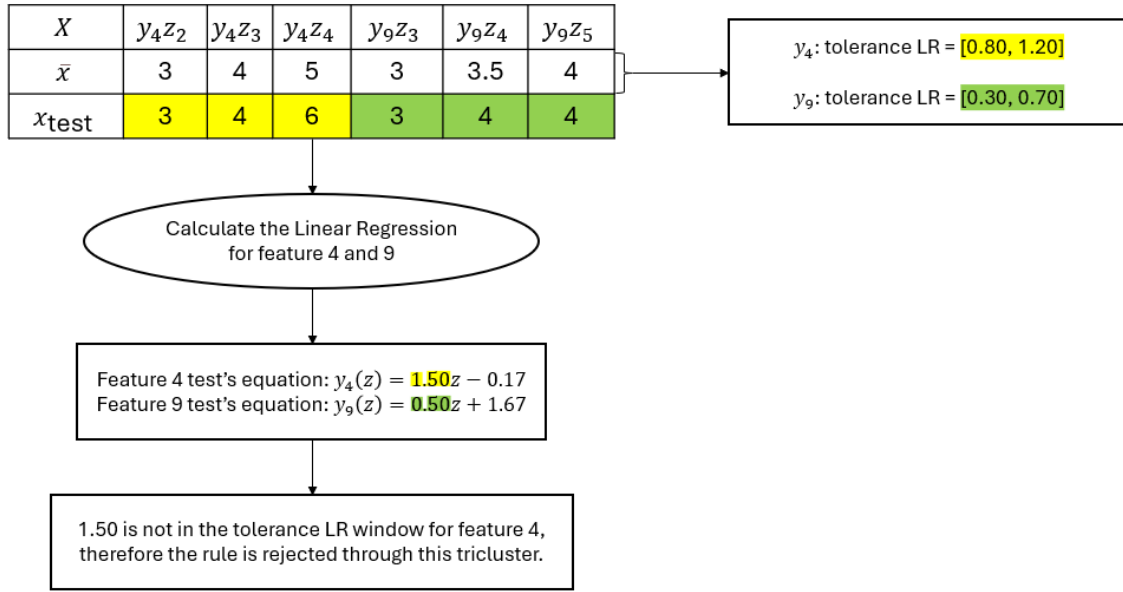 X y₄z₂ y₄z₃ y₄z₄ y₉z₃ y₉z₄ y₉z₅
x̄ 3 4 5 3 3.5 4
x_test 3 4 6 3 4 4
y₄: tolerance LR = [0.80, 1.20]
y₉: tolerance LR = [0.30, 0.70]
Calculate the Linear Regression
for feature 4 and 9
Feature 4 test's equation: y₄(z) = 1.50z − 0.17
Feature 9 test's equation: y₉(z) = 0.50z + 1.67
1.50 is not in the tolerance LR window for feature 4,
therefore the rule is rejected through this tricluster.